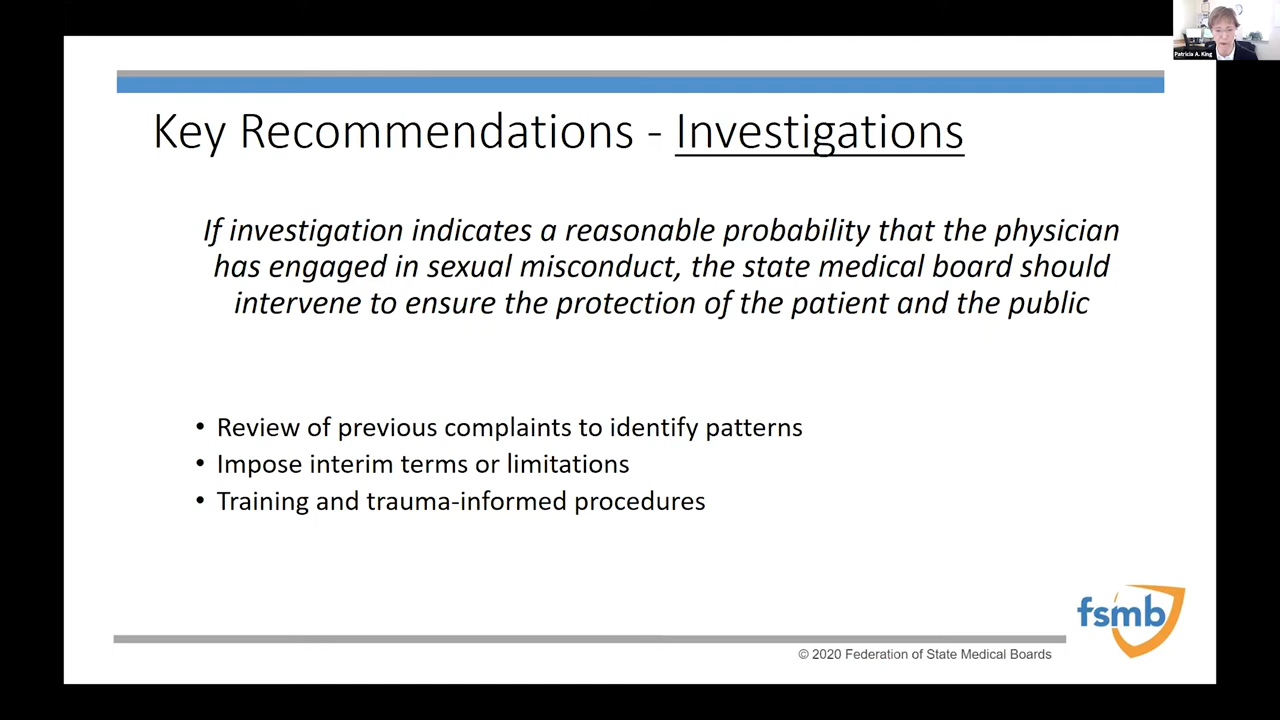 Patricia A. King
Key Recommendations - Investigations
If investigation indicates a reasonable probability that the physician
has engaged in sexual misconduct, the state medical board should
intervene to ensure the protection of the patient and the public
• Review of previous complaints to identify patterns
• Impose interim terms or limitations
• Training and trauma-informed procedures
fsmb
© 2020 Federation of State Medical Boards